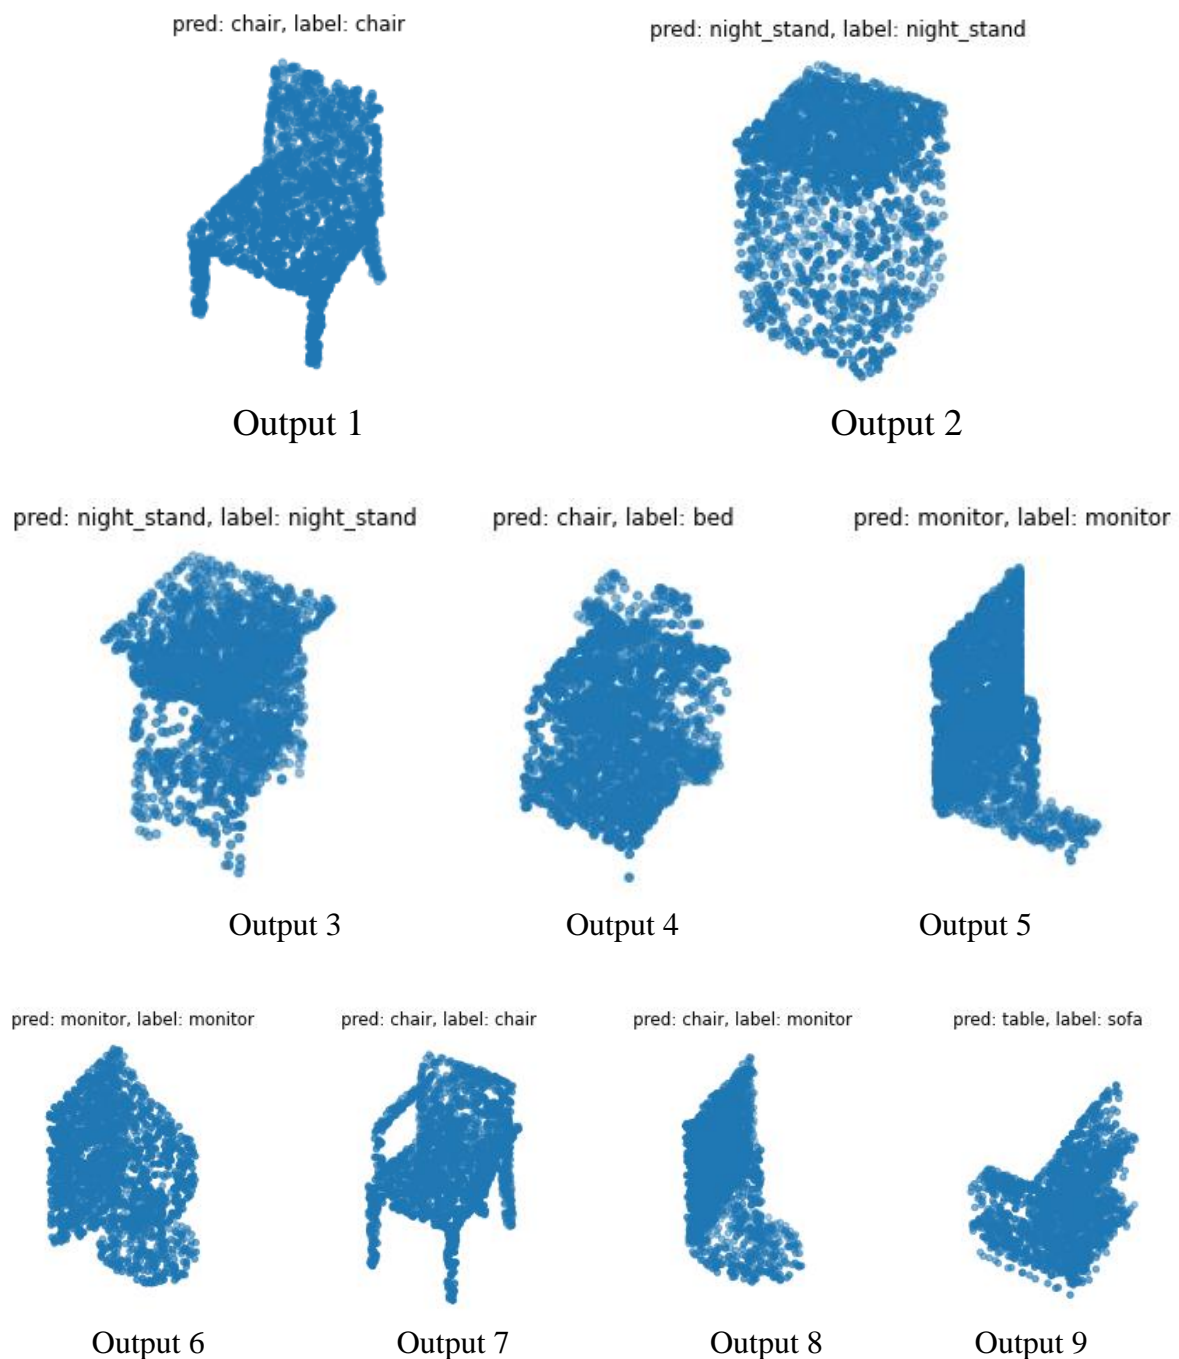 pred: chair, label: chair
pred: night_stand, label: night_stand
Output 1
Output 2
pred: night_stand, label: night_stand
pred: chair, label: bed
pred: monitor, label: monitor
Output 3
Output 4
Output 5
pred: monitor, label: monitor
pred: chair, label: chair
pred: chair, label: monitor
pred: table, label: sofa
Output 6
Output 7
Output 8
Output 9